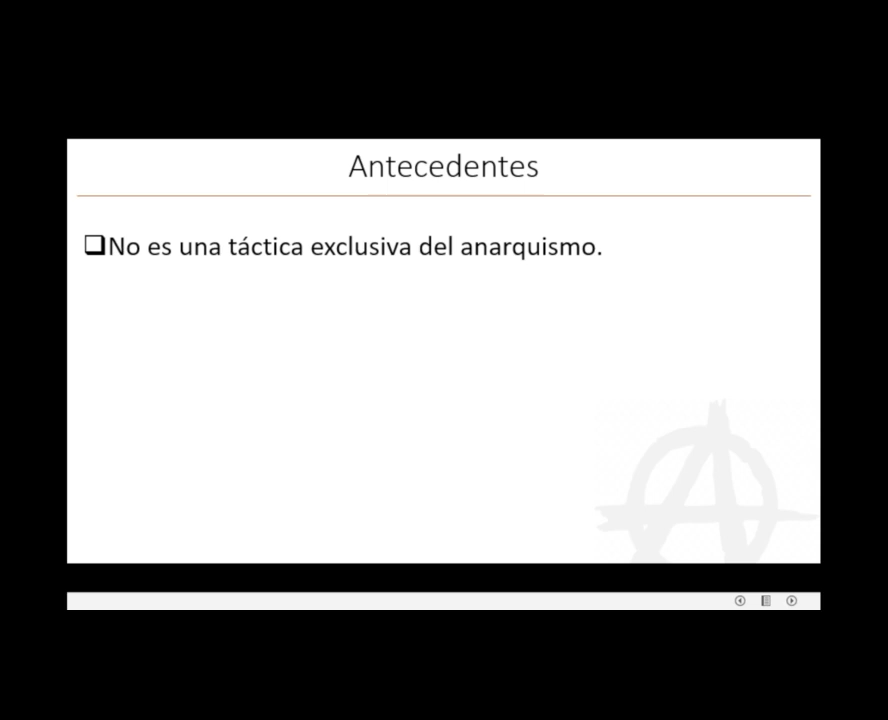 Antecedentes
❑No es una táctica exclusiva del anarquismo.